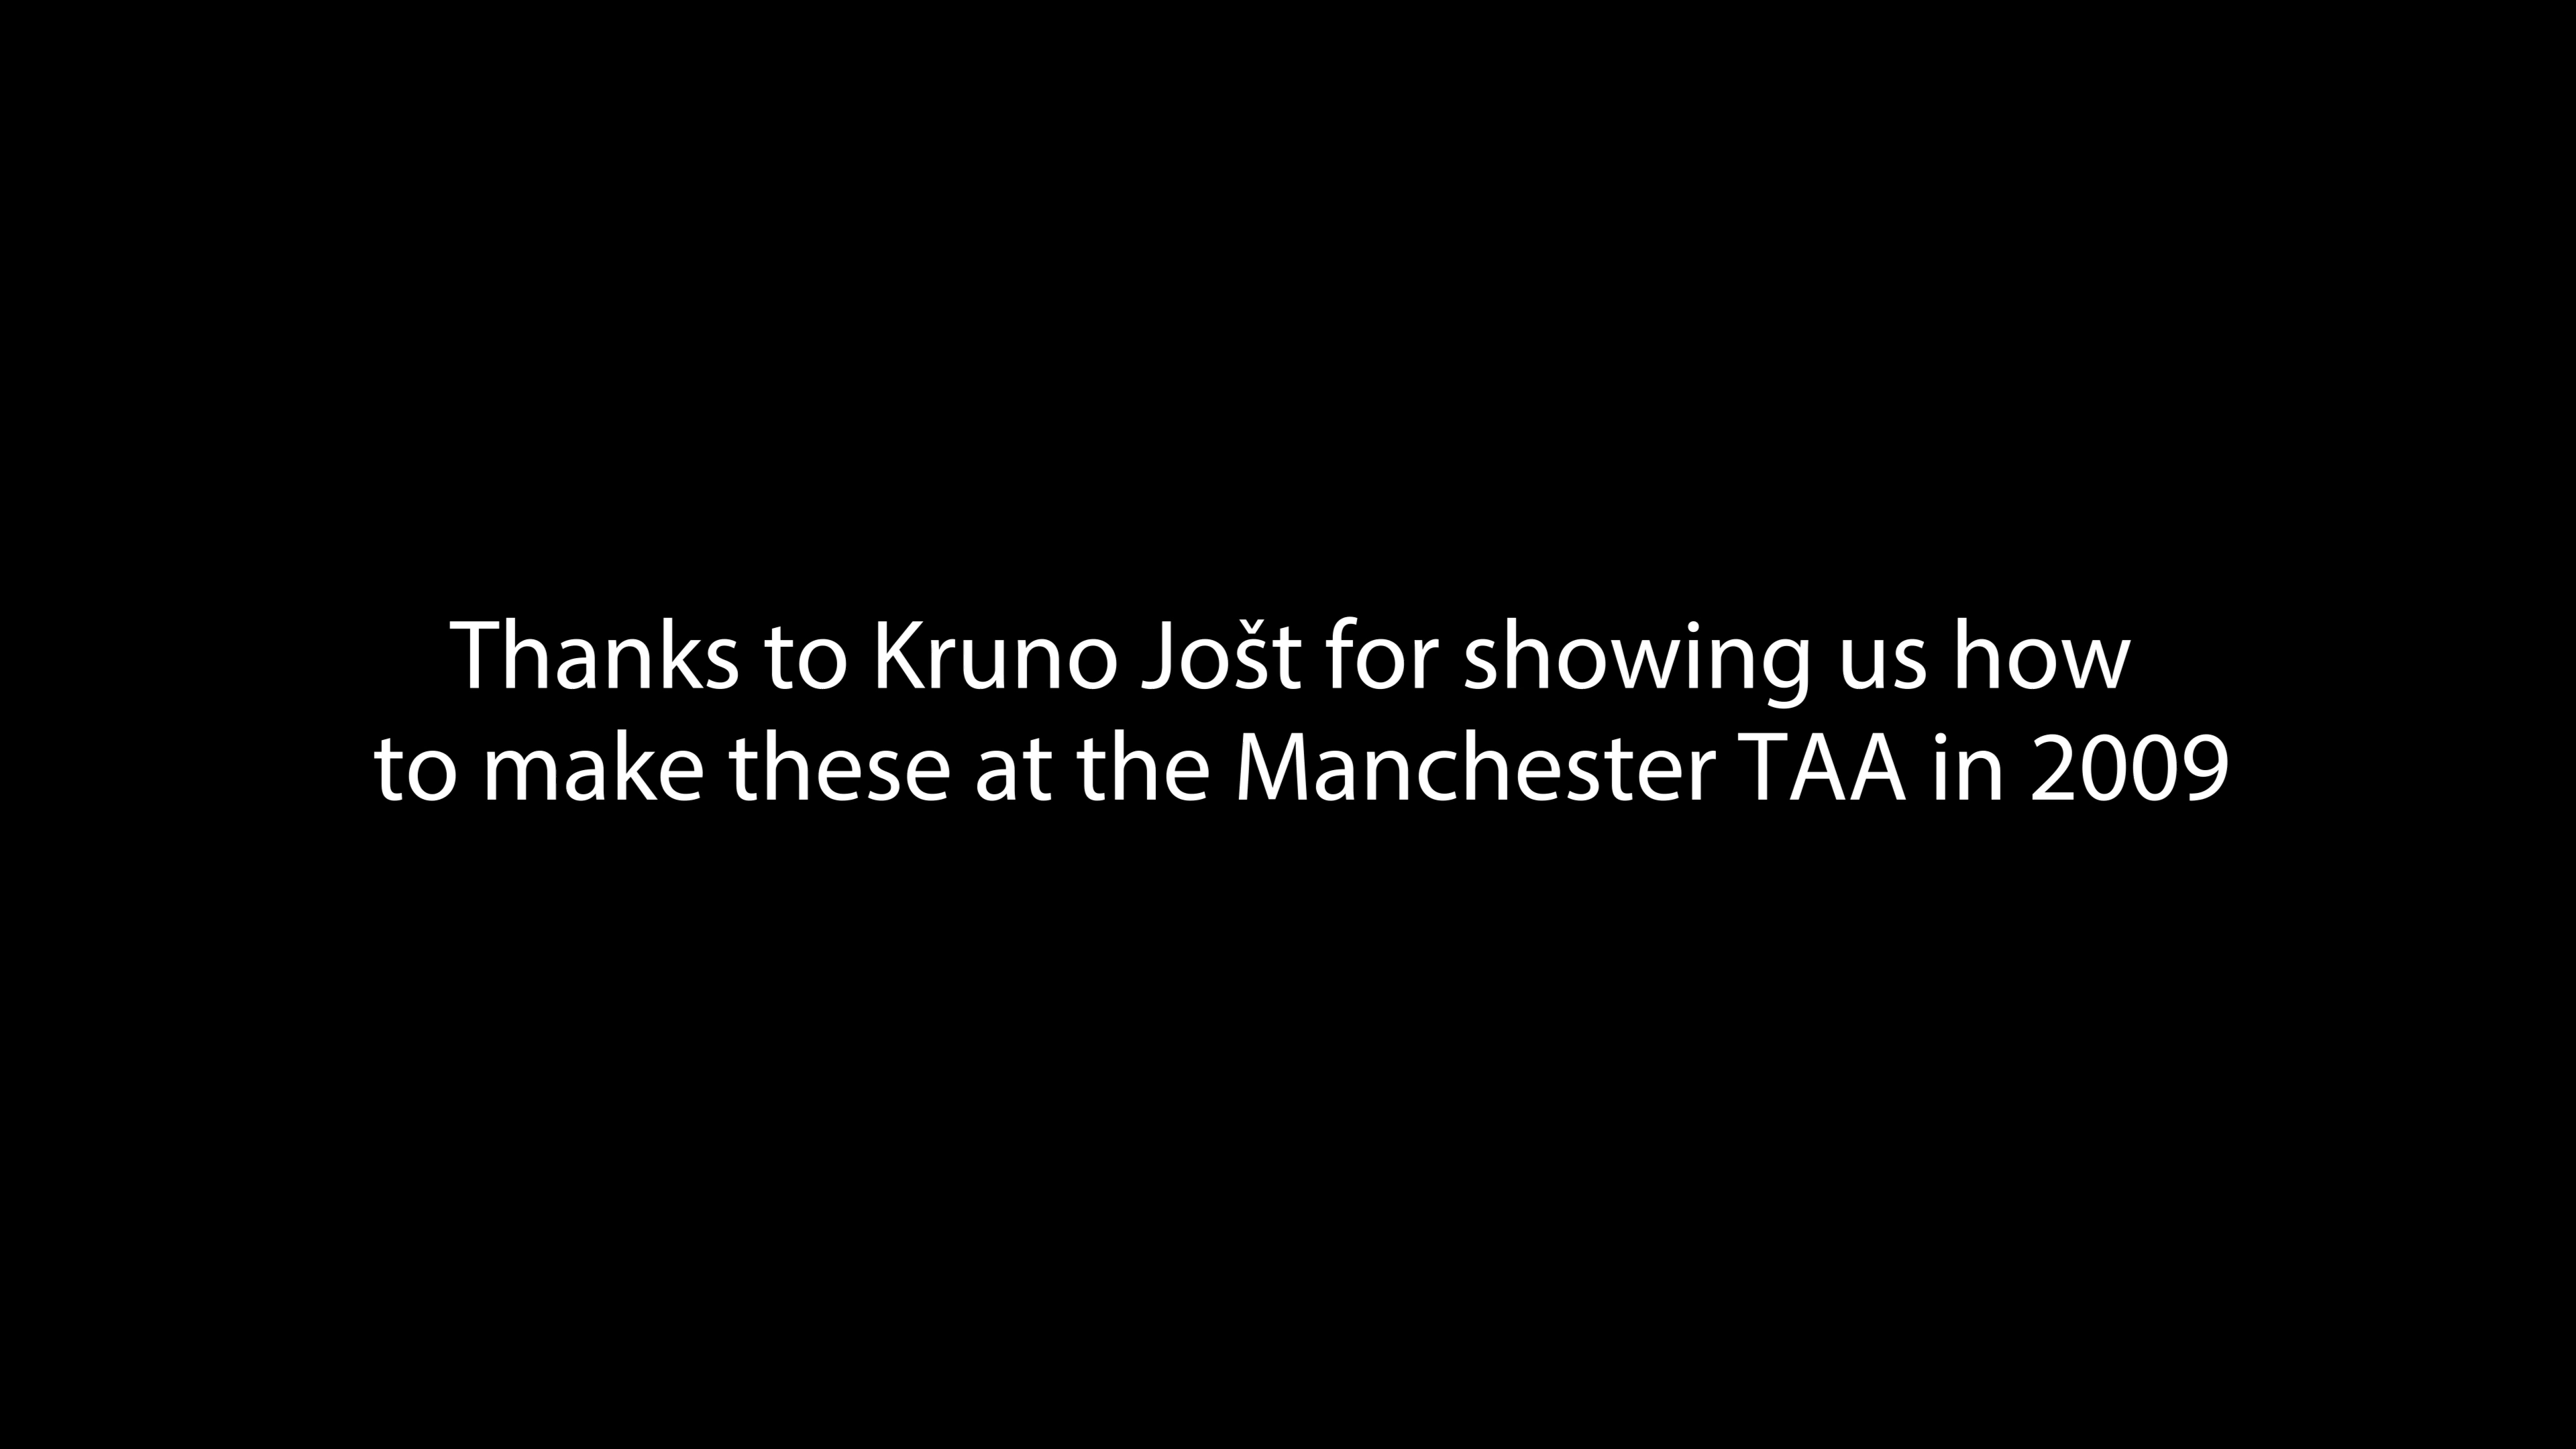 Thanks to Kruno Jošt for showing us how
to make these at the Manchester TAA in 2009